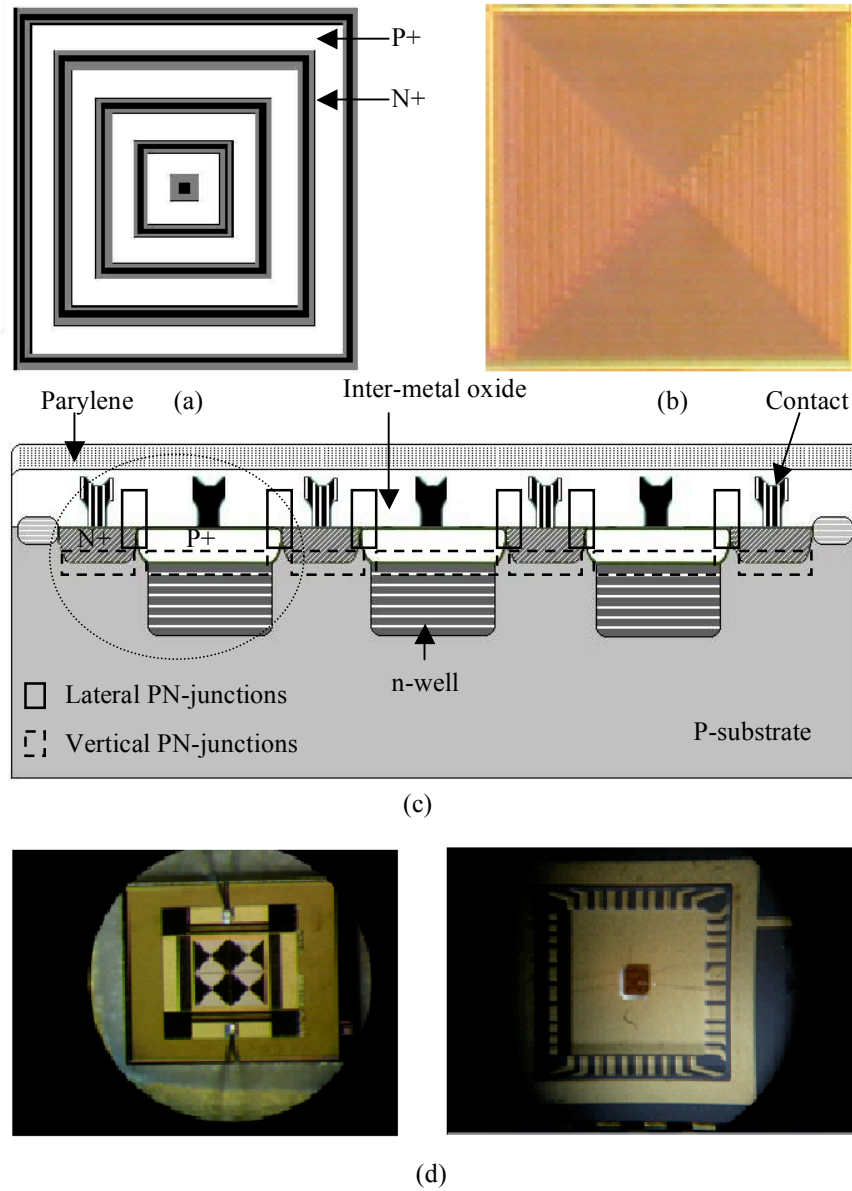 P+
N+
(a)
(b)
Parylene
Inter-metal oxide
Contact
N+
P+
n-well
Lateral PN-junctions
Vertical PN-junctions
P-substrate
(c)
(d)